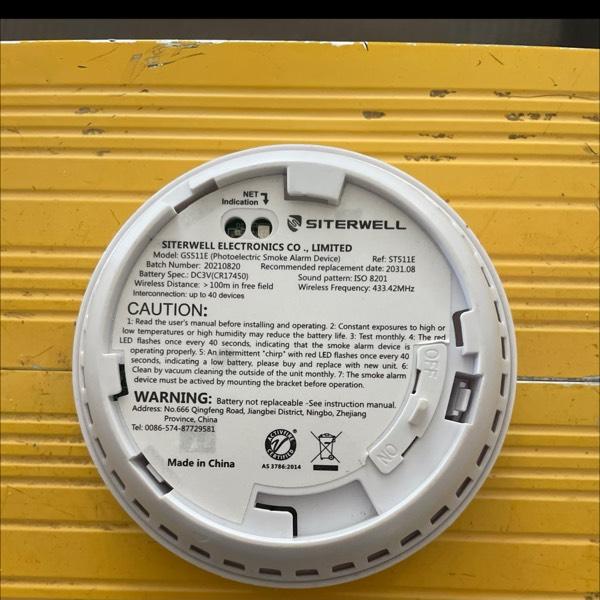 NET
Indication
SITERWELL
SITERWELL ELECTRONICS CO ., LIMITED
Model: GS511E (Photoelectric Smoke Alarm Device) Ref: ST511E
Batch Number: 20210820 Recommended replacement date: 2031.08
Battery Spec.: DC3V(CR17450) Sound pattern: ISO 8201
Wireless Distance: >100m in free field Wireless Frequency: 433.42MHz
Interconnection: up to 40 devices
CAUTION:
1: Read the user's manual before installing and operating. 2: Constant exposures to high or
low temperatures or high humidity may reduce the battery life. 3: Test monthly. 4: The red
LED flashes once every 40 seconds, indicating that the smoke alarm device is
operating properly. 5: An intermittent "chirp" with red LED flashes once every 40
seconds, indicating a low battery, please buy and replace with new unit. 6:
Clean by vacuum cleaning the outside of the unit monthly. 7: The smoke alarm
device must be actived by mounting the bracket before operation.
OFF
ON
WARNING: Battery not replaceable -See instruction manual.
Address: No.666 Qingfeng Road, Jiangbei District, Ningbo, Zhejiang
Province, China
Tel: 0086-574-87729581
Made in China
ACTIVFIRE
CERTIFIED
AS 3786:2014